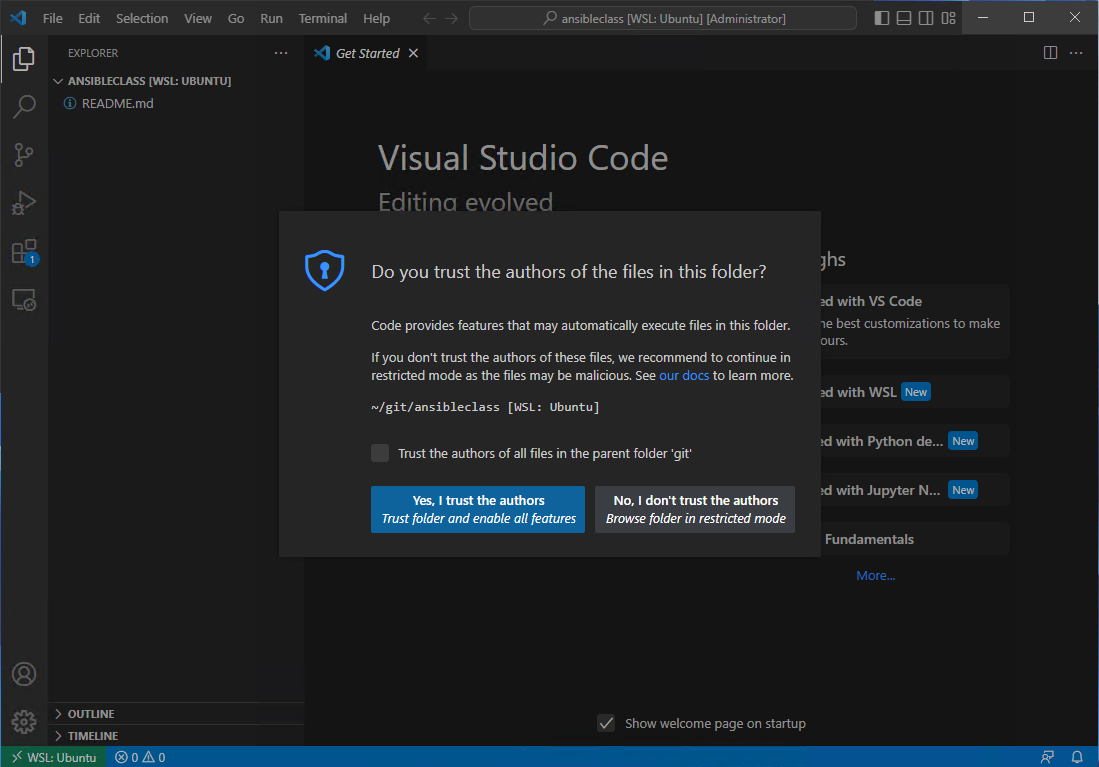 File Edit Selection View Go Run Terminal Help
ansibleclass [WSL: Ubuntu] [Administrator]
EXPLORER
Get Started
ANSIBLECLASS [WSL: UBUNTU]
README.md
Visual Studio Code
Editing evolved
Do you trust the authors of the files in this folder?
Code provides features that may automatically execute files in this folder.
If you don't trust the authors of these files, we recommend to continue in
restricted mode as the files may be malicious. See our docs to learn more.
~/git/ansibleclass [WSL: Ubuntu]
Trust the authors of all files in the parent folder 'git'
Yes, I trust the authors
Trust folder and enable all features
No, I don't trust the authors
Browse folder in restricted mode
ghs
ed with VS Code
he best customizations to make
ours.
ed with WSL New
ed with Python de... New
ed with Jupyter N... New
Fundamentals
More...
1
Show welcome page on startup
OUTLINE
TIMELINE
WSL: Ubuntu 0 0